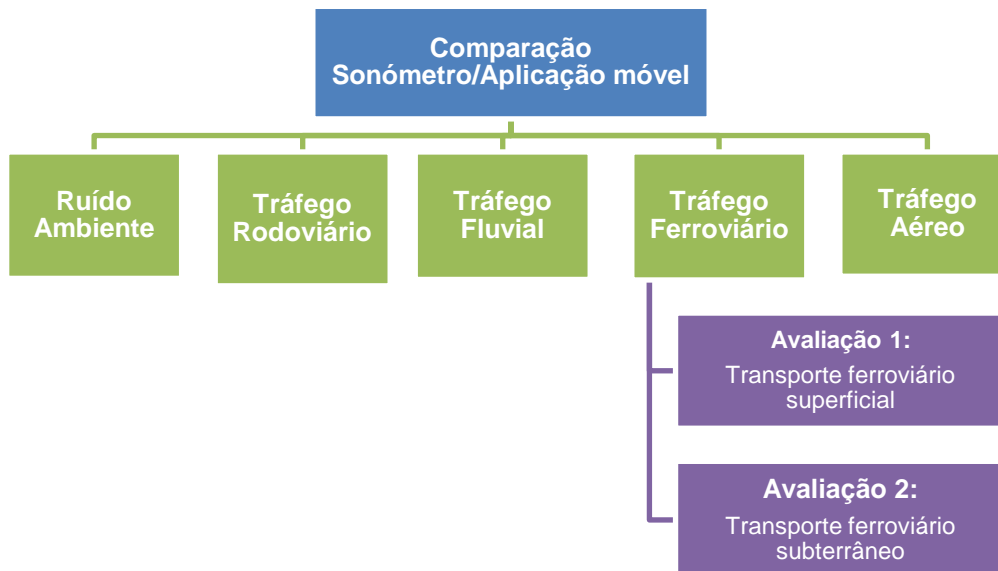 Comparação
Sonómetro/Aplicação móvel
Ruído
Ambiente
Tráfego
Rodoviário
Tráfego
Fluvial
Tráfego
Ferroviário
Tráfego
Aéreo
Avaliação 1:
Transporte ferroviário
superficial
Avaliação 2:
Transporte ferroviário
subterrâneo